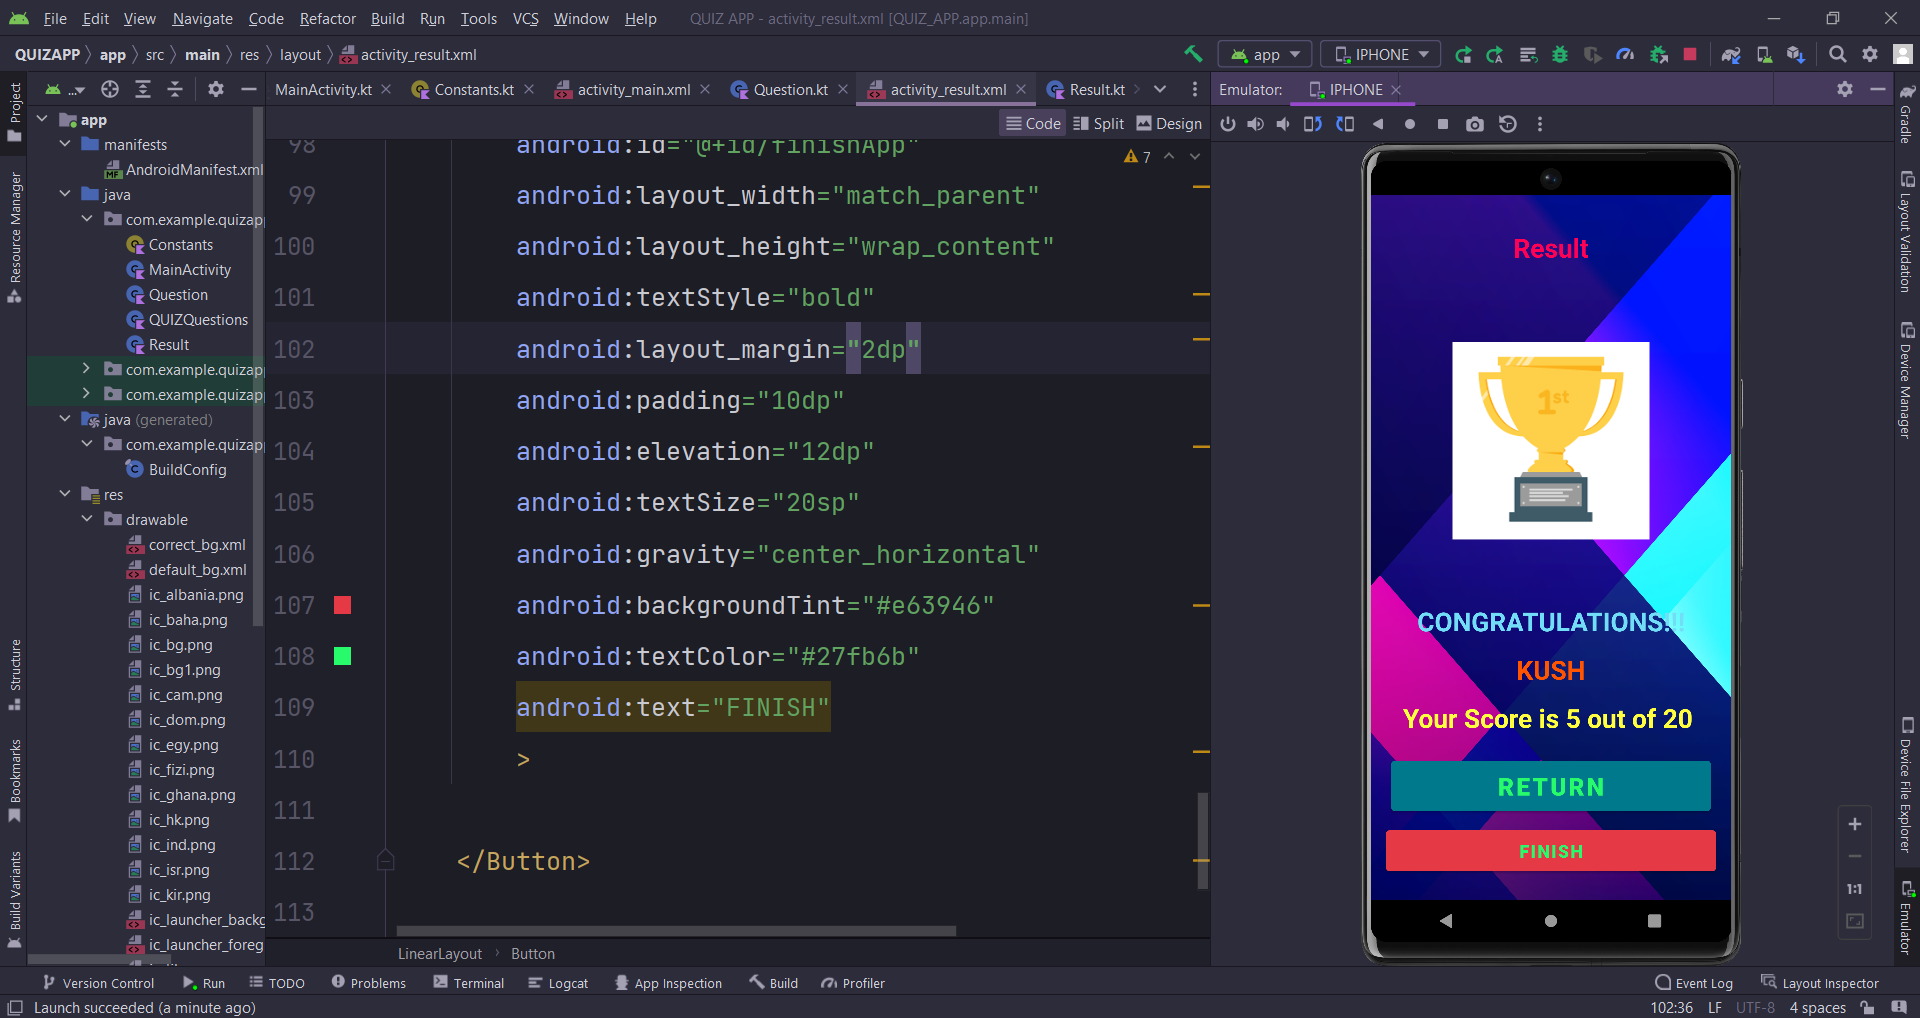 File Edit View Navigate Code Refactor Build Run Tools VCS Window Help QUIZ APP - activity_result.xml [QUIZ_APP.app.main]
QUIZAPP app src main res layout activity_result.xml app IPHONE
Project
Resource Manager
Structure
Bookmarks
Build Variants
...
app
manifests
AndroidManifest.xml
java
com.example.quizapp
Constants
MainActivity
Question
QUIZQuestions
Result
com.example.quizapp
com.example.quizapp
java (generated)
com.example.quizapp
BuildConfig
res
drawable
correct_bg.xml
default_bg.xml
ic_albania.png
ic_baha.png
ic_bg.png
ic_bg1.png
ic_cam.png
ic_dom.png
ic_egy.png
ic_fizi.png
ic_ghana.png
ic_hk.png
ic_ind.png
ic_isr.png
ic_kir.png
ic_launcher_backg
ic_launcher_foreg
MainActivity.kt Constants.kt activity_main.xml Question.kt activity_result.xml Result.kt
Code Split Design
7
98 android:id="@+id/finishApp"
99 android:layout_width="match_parent"
100 android:layout_height="wrap_content"
101 android:textStyle="bold"
102 android:layout_margin="2dp"
103 android:padding="10dp"
104 android:elevation="12dp"
105 android:textSize="20sp"
106 android:gravity="center_horizontal"
107 android:backgroundTint="#e63946"
108 android:textColor="#27fb6b"
109 android:text="FINISH"
110 >
111
112 </Button>
113
LinearLayout Button
Emulator: IPHONE
Result
1st
CONGRATULATIONS!!!
KUSH
Your Score is 5 out of 20
RETURN
FINISH
1:1
Gradle
Layout Validation
Device Manager
Device File Explorer
Emulator
Version Control Run TODO Problems Terminal Logcat App Inspection Build Profiler Event Log Layout Inspector
Launch succeeded (a minute ago) 102:36 LF UTF-8 4 spaces